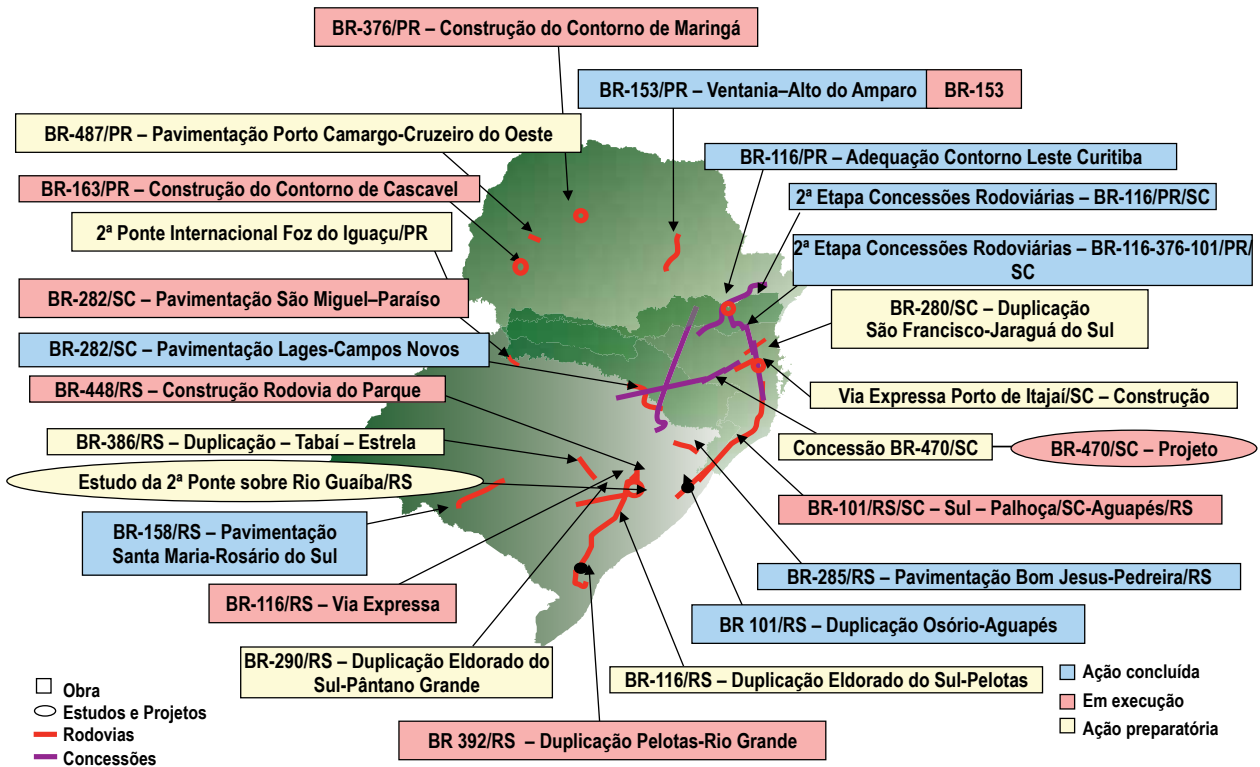 BR-376/PR – Construção do Contorno de Maringá
BR-153/PR – Ventania–Alto do Amparo
BR-153
BR-487/PR – Pavimentação Porto Camargo-Cruzeiro do Oeste
BR-116/PR – Adequação Contorno Leste Curitiba
BR-163/PR – Construção do Contorno de Cascavel
2ª Etapa Concessões Rodoviárias – BR-116/PR/SC
2ª Ponte Internacional Foz do Iguaçu/PR
2ª Etapa Concessões Rodoviárias – BR-116-376-101/PR/
SC
BR-282/SC – Pavimentação São Miguel–Paraíso
BR-280/SC – Duplicação
São Francisco-Jaraguá do Sul
BR-282/SC – Pavimentação Lages-Campos Novos
BR-448/RS – Construção Rodovia do Parque
Via Expressa Porto de Itajaí/SC – Construção
BR-386/RS – Duplicação – Tabaí – Estrela
Concessão BR-470/SC
BR-470/SC – Projeto
Estudo da 2ª Ponte sobre Rio Guaíba/RS
BR-101/RS/SC – Sul – Palhoça/SC-Aguapés/RS
BR-158/RS – Pavimentação
Santa Maria-Rosário do Sul
BR-285/RS – Pavimentação Bom Jesus-Pedreira/RS
BR-116/RS – Via Expressa
BR 101/RS – Duplicação Osório-Aguapés
BR-290/RS – Duplicação Eldorado do
Sul-Pântano Grande
BR-116/RS – Duplicação Eldorado do Sul-Pelotas
BR 392/RS – Duplicação Pelotas-Rio Grande
Obra
Estudos e Projetos
Rodovias
Concessões
Ação concluída
Em execução
Ação preparatória